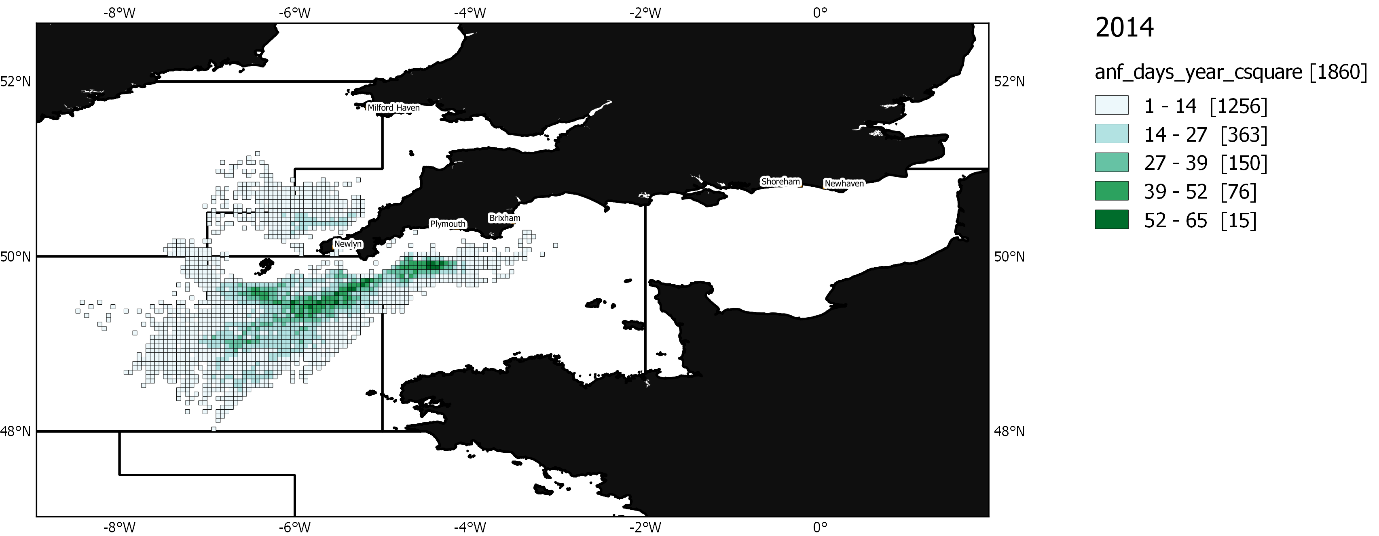 -8°W -6°W -4°W -2°W 0°
2014
anf_days_year_csquare [1860]
52°N 52°N
1 - 14 [1256]
Milford Haven
14 - 27 [363]
27 - 39 [150]
39 - 52 [76]
52 - 65 [15]
Shoreham Newhaven
Brixham
Plymouth
Newlyn
50°N 50°N
48°N 48°N
-8°W -6°W -4°W -2°W 0°